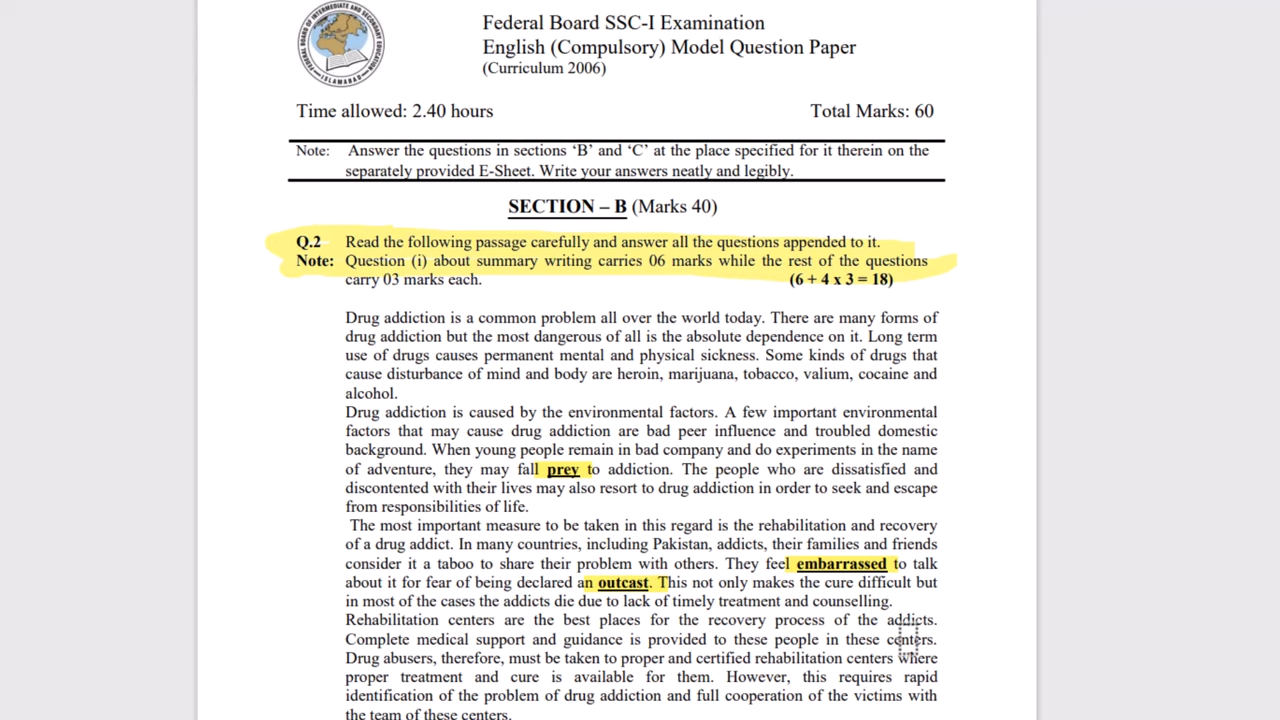 FEDERAL BOARD OF INTERMEDIATE AND SECONDARY EDUCATION
ISLAMABAD
Federal Board SSC-I Examination
English (Compulsory) Model Question Paper
(Curriculum 2006)
Time allowed: 2.40 hours Total Marks: 60
Note: Answer the questions in sections ‘B’ and ‘C’ at the place specified for it therein on the
separately provided E-Sheet. Write your answers neatly and legibly.
SECTION – B (Marks 40)
Q.2 Read the following passage carefully and answer all the questions appended to it.
Note: Question (i) about summary writing carries 06 marks while the rest of the questions
carry 03 marks each. (6 + 4 x 3 = 18)
Drug addiction is a common problem all over the world today. There are many forms of
drug addiction but the most dangerous of all is the absolute dependence on it. Long term
use of drugs causes permanent mental and physical sickness. Some kinds of drugs that
cause disturbance of mind and body are heroin, marijuana, tobacco, valium, cocaine and
alcohol.
Drug addiction is caused by the environmental factors. A few important environmental
factors that may cause drug addiction are bad peer influence and troubled domestic
background. When young people remain in bad company and do experiments in the name
of adventure, they may fall prey to addiction. The people who are dissatisfied and
discontented with their lives may also resort to drug addiction in order to seek and escape
from responsibilities of life.
The most important measure to be taken in this regard is the rehabilitation and recovery
of a drug addict. In many countries, including Pakistan, addicts, their families and friends
consider it a taboo to share their problem with others. They feel embarrassed to talk
about it for fear of being declared an outcast. This not only makes the cure difficult but
in most of the cases the addicts die due to lack of timely treatment and counselling.
Rehabilitation centers are the best places for the recovery process of the addicts.
Complete medical support and guidance is provided to these people in these centers.
Drug abusers, therefore, must be taken to proper and certified rehabilitation centers where
proper treatment and cure is available for them. However, this requires rapid
identification of the problem of drug addiction and full cooperation of the victims with
the team of these centers.